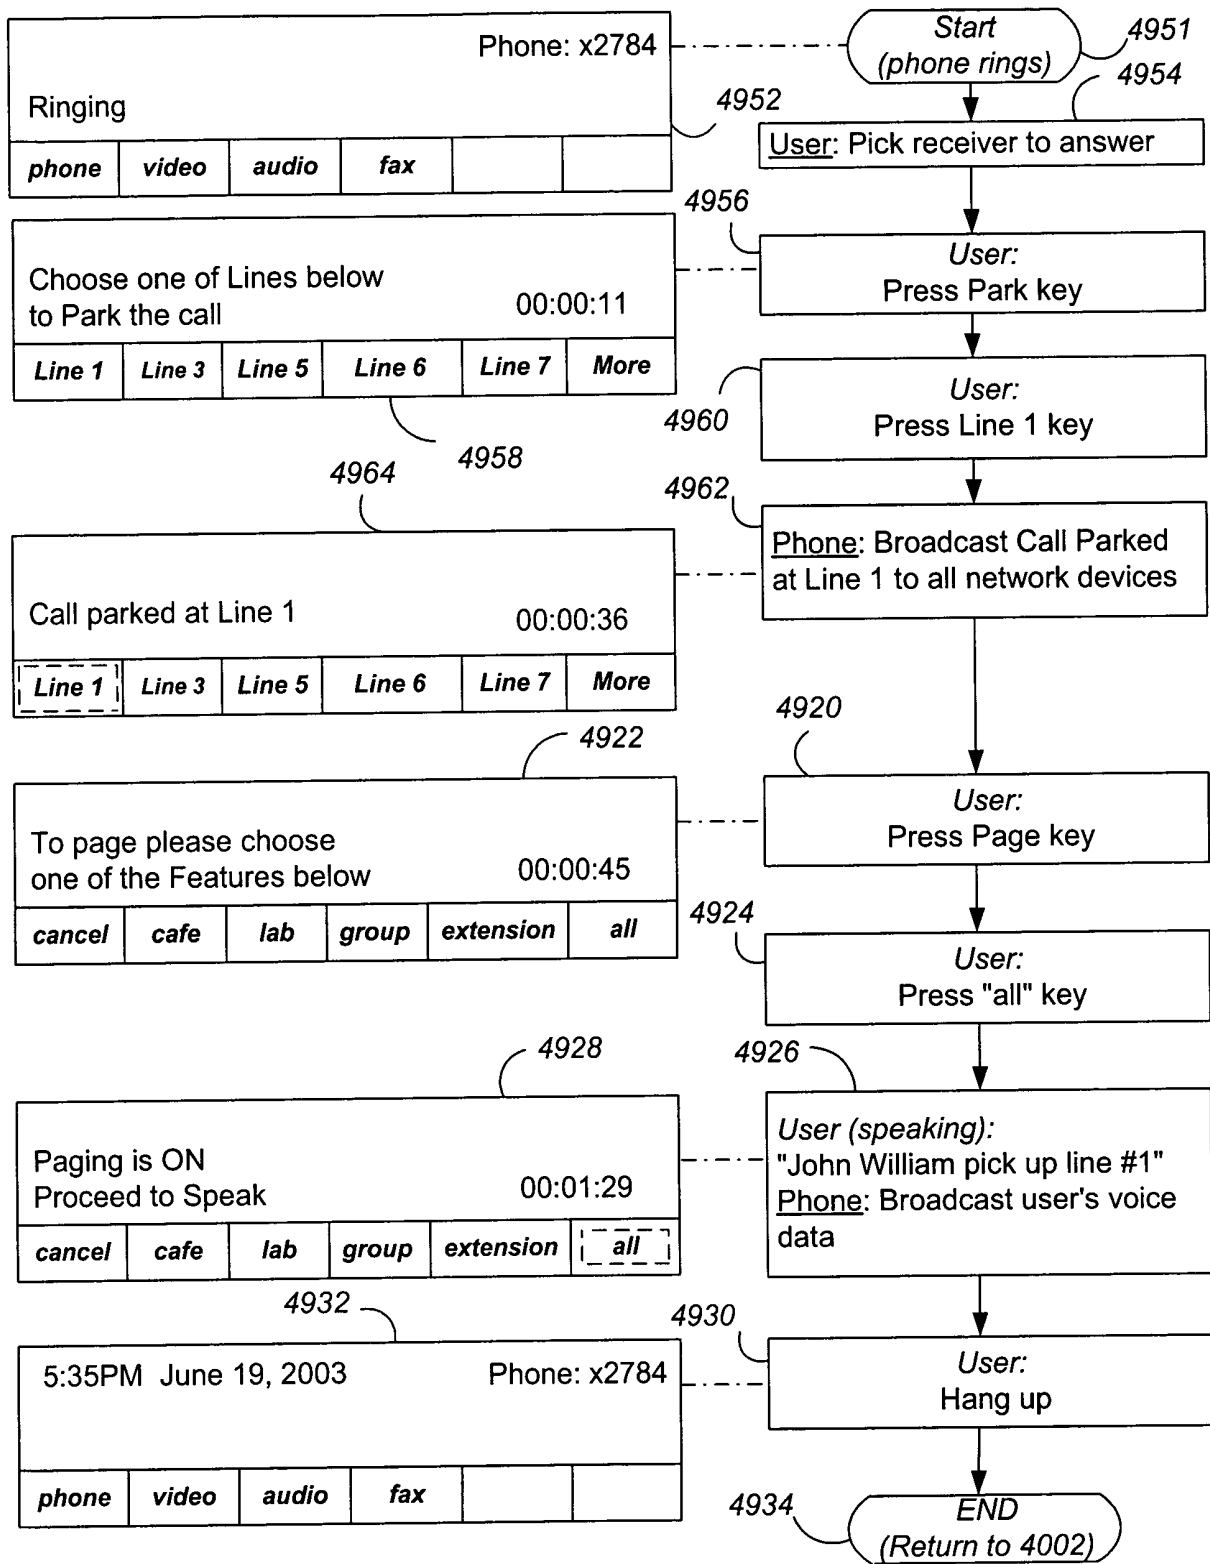 Phone: x2784
Start
(phone rings)
4951
4954
Ringing
4952
User: Pick receiver to answer
phone video audio fax
4956
Choose one of Lines below
to Park the call
00:00:11
User:
Press Park key
Line 1 Line 3 Line 5 Line 6 Line 7 More
4958
4960
User:
Press Line 1 key
4964
4962
Call parked at Line 1
00:00:36
Phone: Broadcast Call Parked
at Line 1 to all network devices
Line 1 Line 3 Line 5 Line 6 Line 7 More
4922
4920
To page please choose
one of the Features below
00:00:45
User:
Press Page key
cancel cafe lab group extension all
4924
User:
Press "all" key
4928
4926
Paging is ON
Proceed to Speak
00:01:29
User (speaking):
"John William pick up line #1"
Phone: Broadcast user's voice
data
cancel cafe lab group extension all
4932
4930
5:35PM June 19, 2003
Phone: x2784
User:
Hang up
phone video audio fax
4934
END
(Return to 4002)